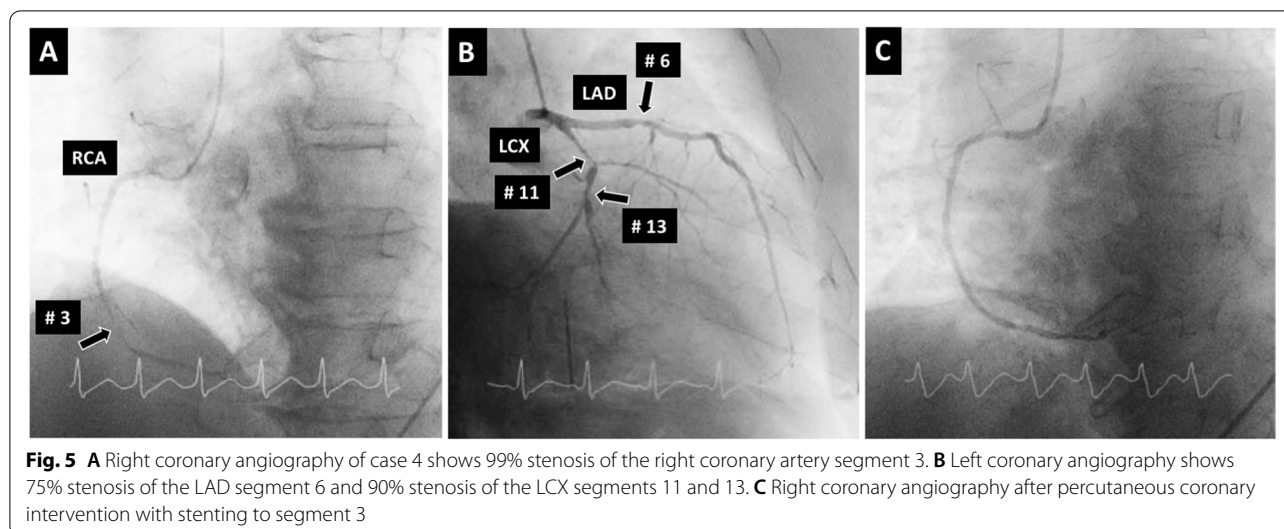 A
RCA
# 3
B
# 6
LAD
LCX
# 11
# 13
C
Fig. 5 A Right coronary angiography of case 4 shows 99% stenosis of the right coronary artery segment 3. B Left coronary angiography shows
75% stenosis of the LAD segment 6 and 90% stenosis of the LCX segments 11 and 13. C Right coronary angiography after percutaneous coronary
intervention with stenting to segment 3